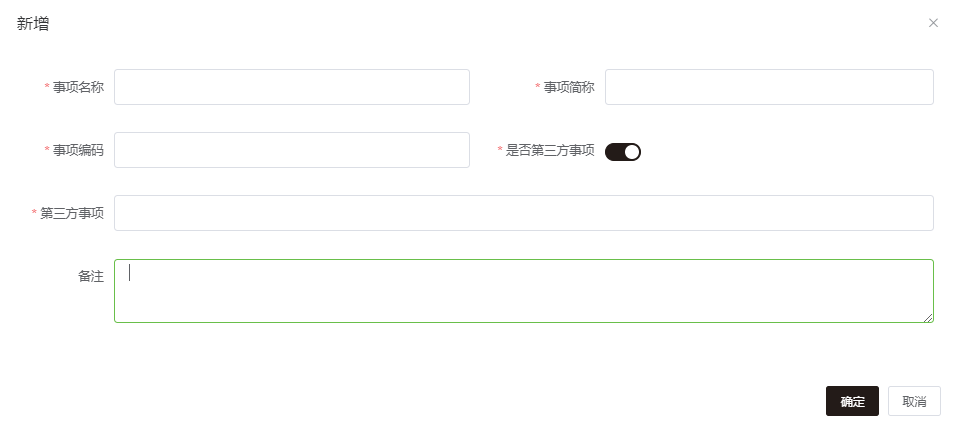 新增
* 事项名称
* 事项简称
* 事项编码
* 是否第三方事项
* 第三方事项
备注
确定
取消